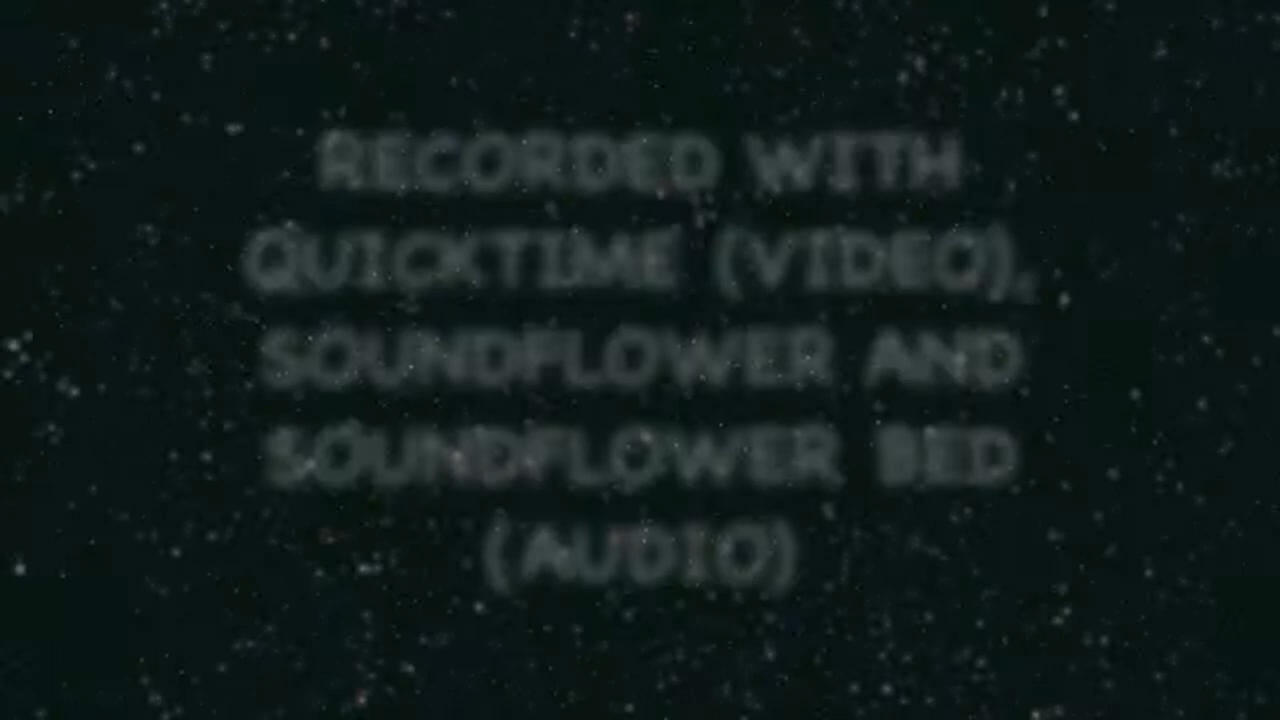 RECORDED WITH
QUICKTIME (VIDEO),
SOUNDFLOWER AND
SOUNDFLOWER BED
(AUDIO)